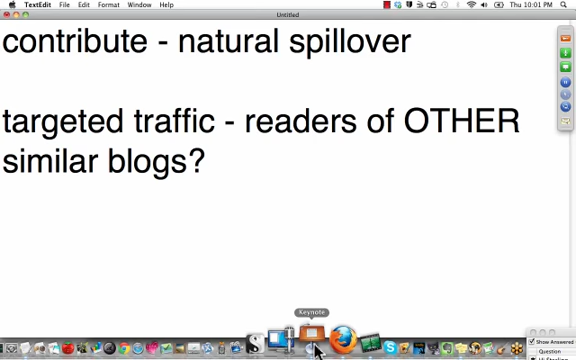 TextEdit File Edit Format Window Help Thu 10:01 PM
Untitled
contribute - natural spillover
targeted traffic - readers of OTHER
similar blogs?
Keynote
Show Answered
Question